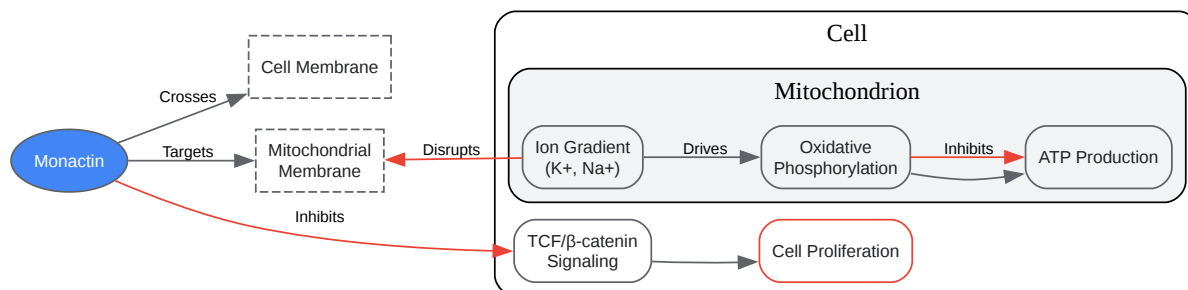 Cell
Cell Membrane
Mitochondrion
Crosses
Monactin
Targets
Mitochondrial
Membrane
Disrupts
Ion Gradient
(K+, Na+)
Drives
Oxidative
Phosphorylation
Inhibits
ATP Production
Inhibits
TCF/β-catenin
Signaling
Cell Proliferation